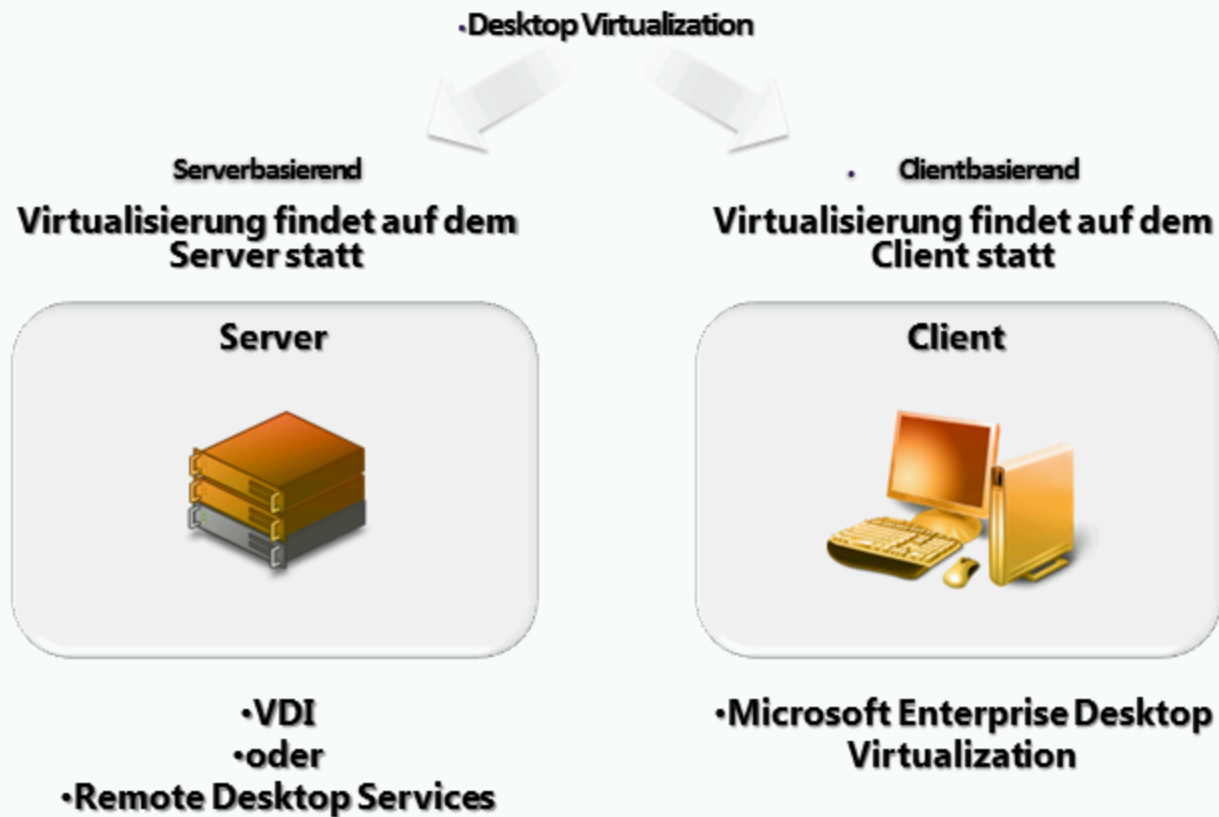 •Desktop Virtualization
Serverbasierend
Virtualisierung findet auf dem
Server statt
Server
•VDI
•oder
•Remote Desktop Services
• Clientbasierend
Virtualisierung findet auf dem
Client statt
Client
•Microsoft Enterprise Desktop
Virtualization